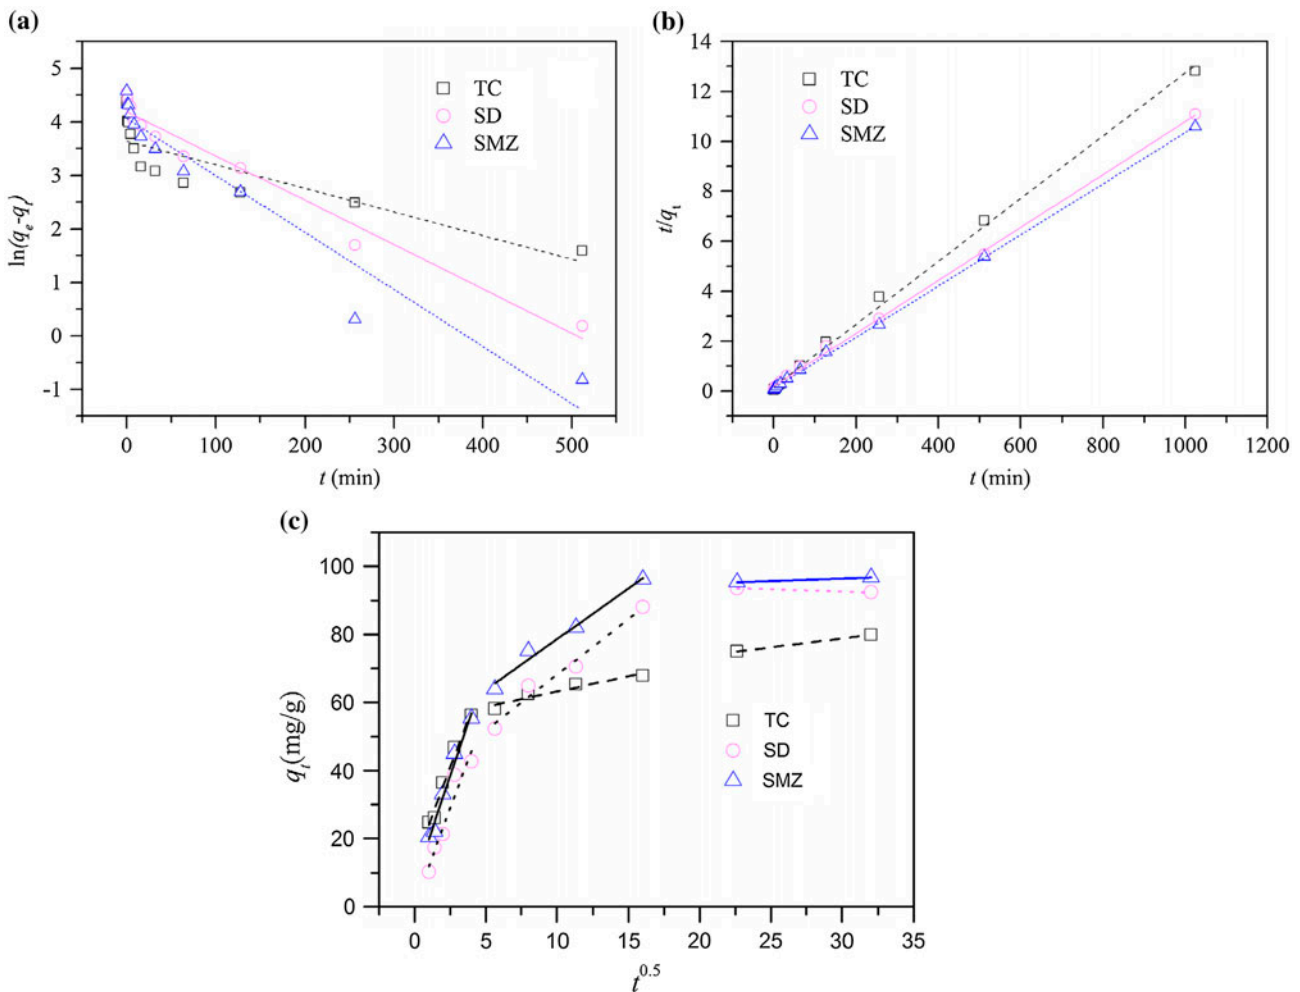 (a)
5
4
3
2
1
0
-1
ln(qe-qt)
TC
SD
SMZ
0 100 200 300 400 500
t (min)
(b)
14
12
10
8
6
4
2
0
t/qt
TC
SD
SMZ
0 200 400 600 800 1000 1200
t (min)
(c)
100
80
60
40
20
0
qt(mg/g)
TC
SD
SMZ
0 5 10 15 20 25 30 35
t0.5